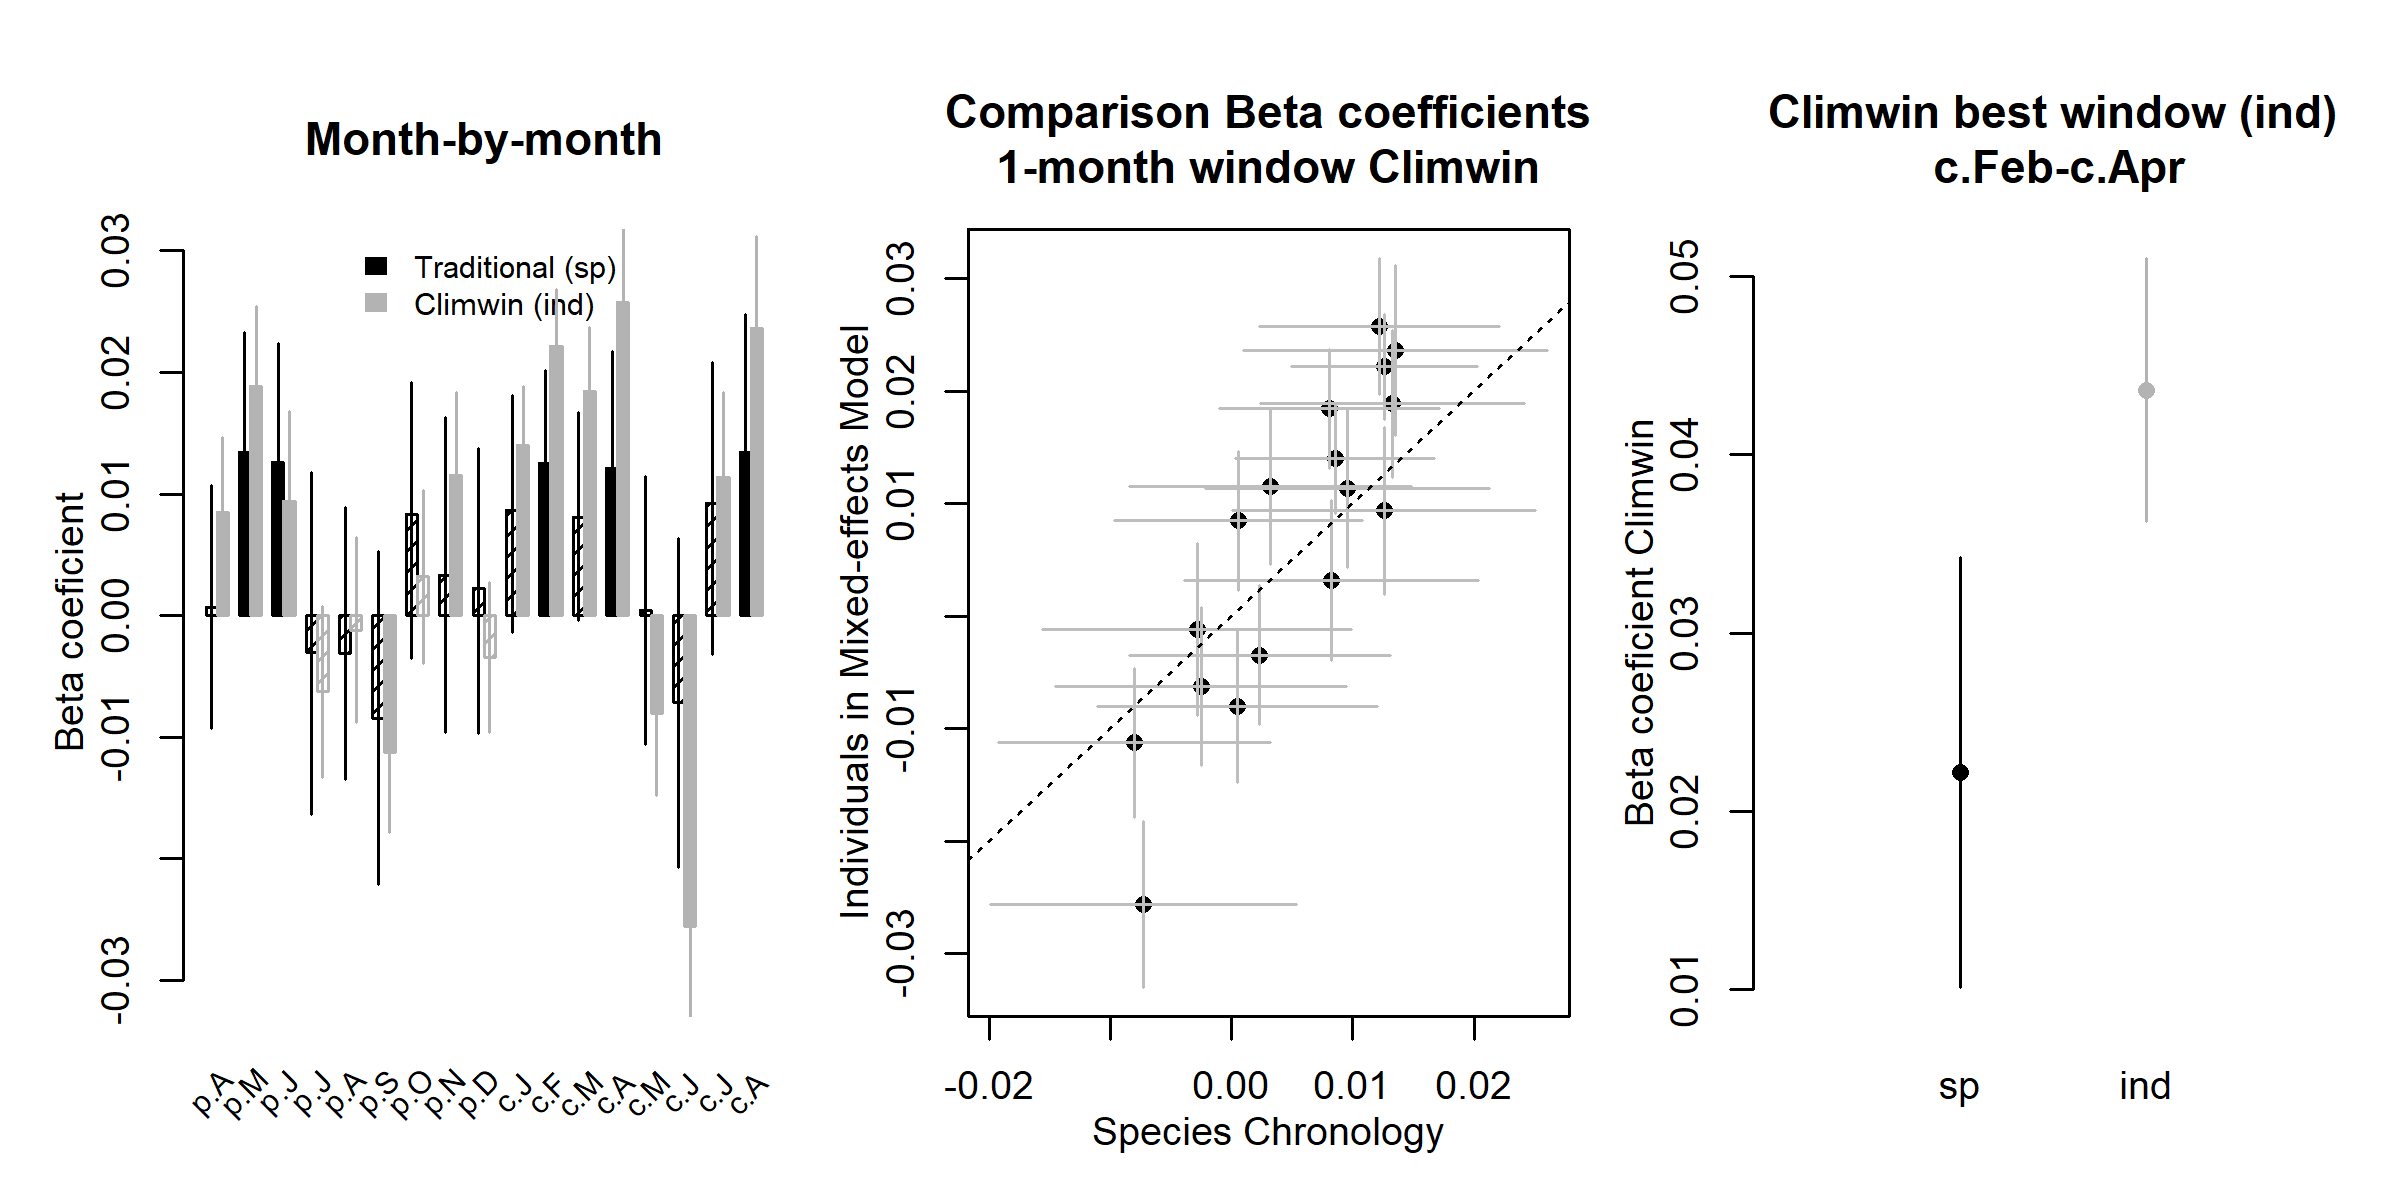 Month-by-month
Beta coeficient
0.03
0.02
0.01
0.00
-0.01
-0.03
Traditional (sp)
Climwin (ind)
p.A
p.M
p.J
p.J
p.A
p.S
p.O
p.N
p.D
c.J
c.F
c.M
c.A
c.M
c.J
c.J
c.A
Comparison Beta coefficients
1-month window Climwin
Individuals in Mixed-effects Model
0.03
0.02
0.01
-0.01
-0.03
-0.02
0.00
0.01
0.02
Species Chronology
Climwin best window (ind)
c.Feb-c.Apr
Beta coeficient Climwin
0.05
0.04
0.03
0.02
0.01
sp
ind